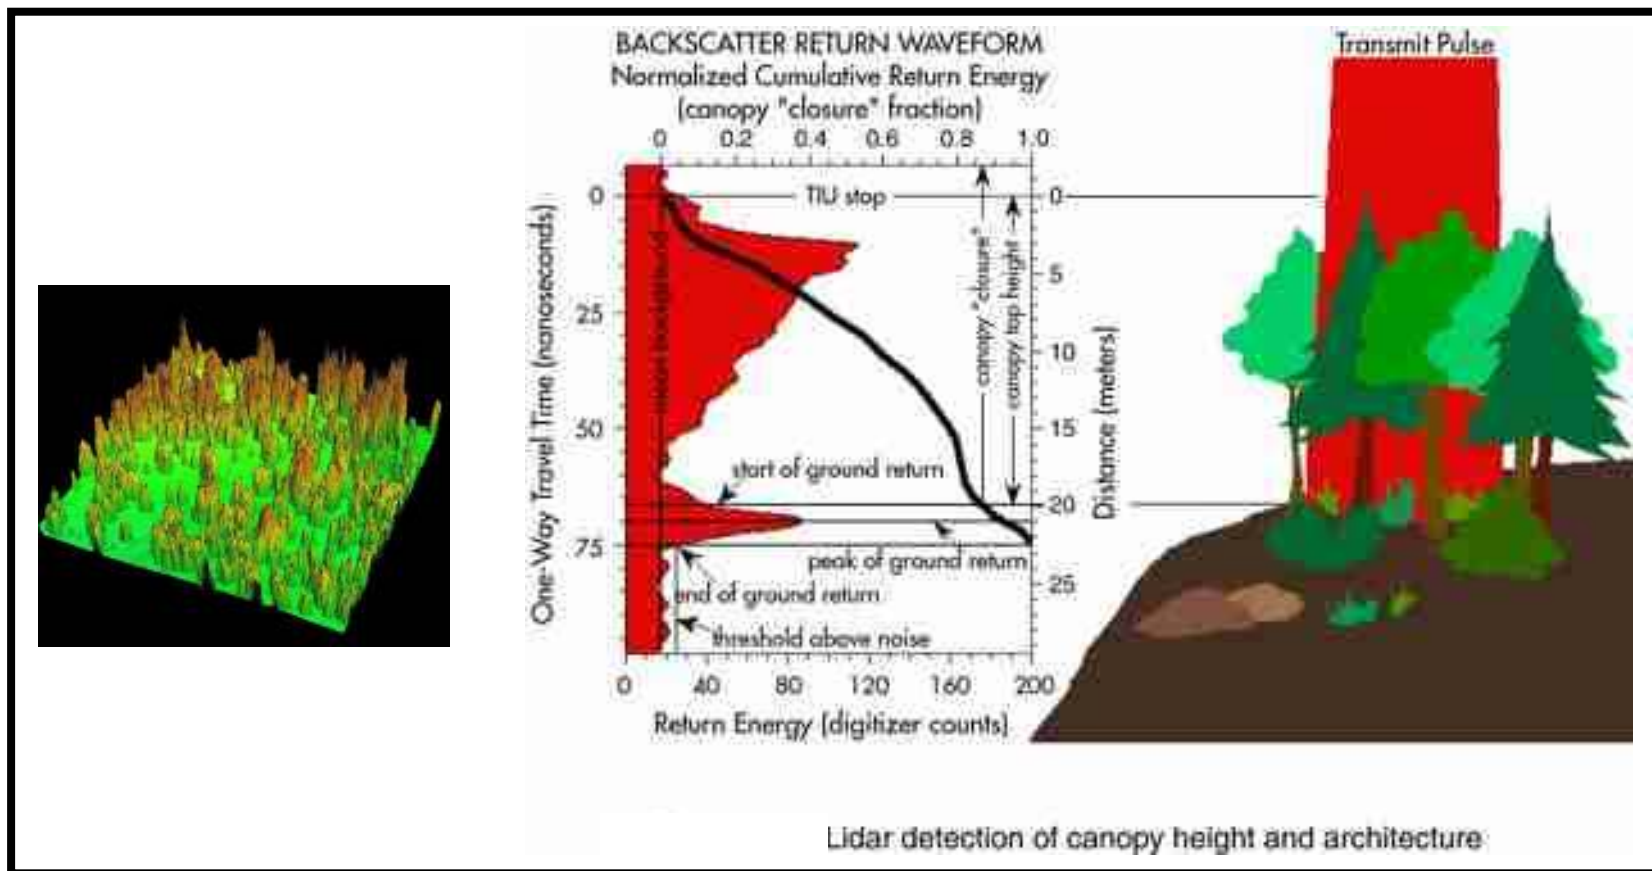 BACKSCATTER RETURN WAVEFORM
Normalized Cumulative Return Energy
(canopy "closure" fraction)
0 0.2 0.4 0.6 0.8 1.0
Transmit Pulse
One-Way Travel Time (nanoseconds)
0
25
50
75
TIU stop
canopy "closure"
canopy top height
start of ground return
peak of ground return
end of ground return
threshold above noise
0
5
10
15
20
25
Distance (meters)
0 40 80 120 160 200
Return Energy (digitizer counts)
Lidar detection of canopy height and architecture